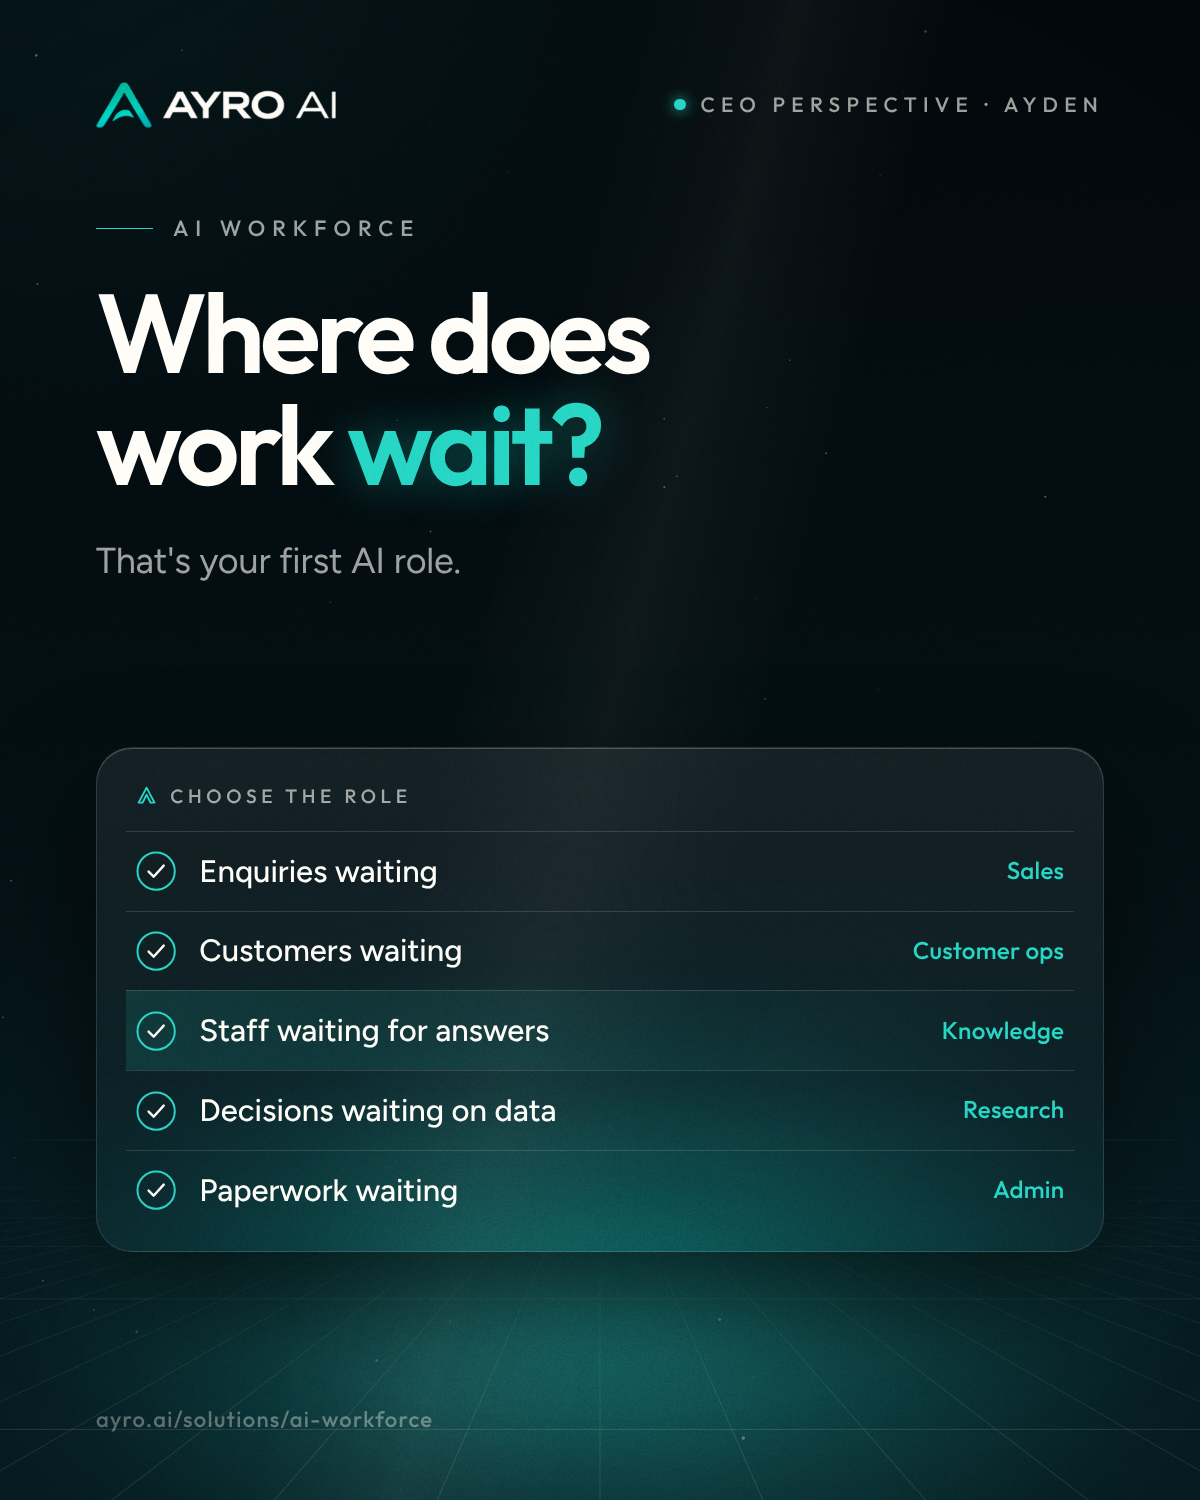 AYRO AI
CEO PERSPECTIVE · AYDEN
AI WORKFORCE
Where does
work wait?
That's your first AI role.
CHOOSE THE ROLE
Enquiries waiting Sales
Customers waiting Customer ops
Staff waiting for answers Knowledge
Decisions waiting on data Research
Paperwork waiting Admin
ayro.ai/solutions/ai-workforce